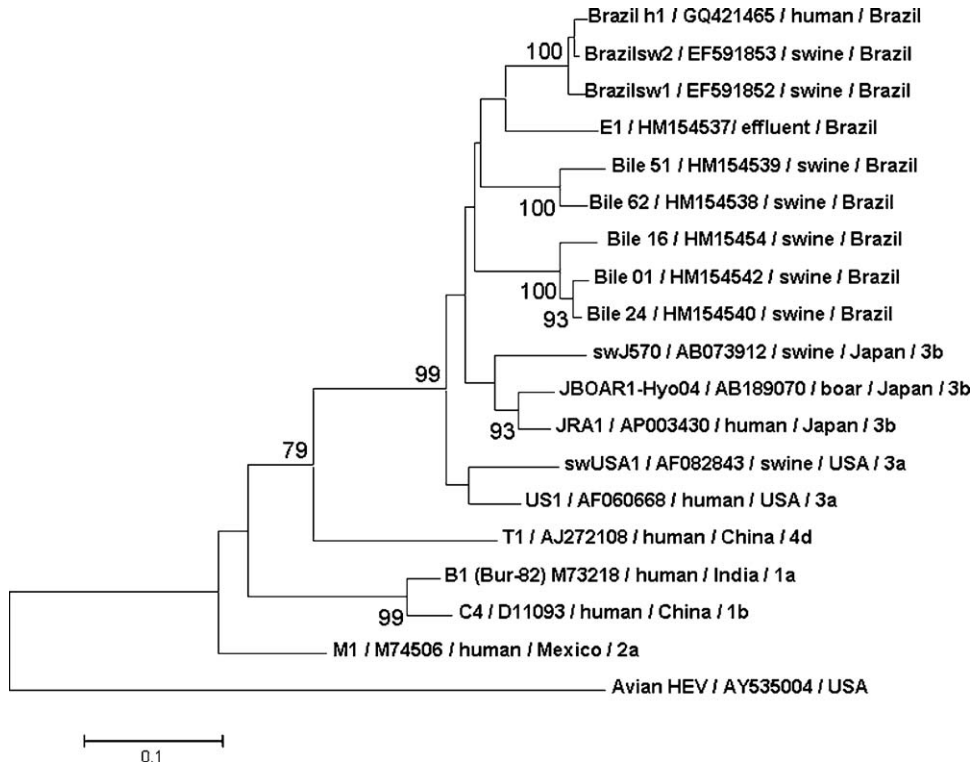 Brazil h1 / GQ421465 / human / Brazil
100
Brazilsw2 / EF591853 / swine / Brazil
Brazilsw1 / EF591852 / swine / Brazil
E1 / HM154537/ effluent / Brazil
Bile 51 / HM154539 / swine / Brazil
100
Bile 62 / HM154538 / swine / Brazil
Bile 16 / HM15454 / swine / Brazil
Bile 01 / HM154542 / swine / Brazil
100
93
Bile 24 / HM154540 / swine / Brazil
swJ570 / AB073912 / swine / Japan / 3b
99
JBOAR1-Hyo04 / AB189070 / boar / Japan / 3b
93
JRA1 / AP003430 / human / Japan / 3b
79
swUSA1 / AF082843 / swine / USA / 3a
US1 / AF060668 / human / USA / 3a
T1 / AJ272108 / human / China / 4d
B1 (Bur-82) M73218 / human / India / 1a
99
C4 / D11093 / human / China / 1b
M1 / M74506 / human / Mexico / 2a
Avian HEV / AY535004 / USA
0.1